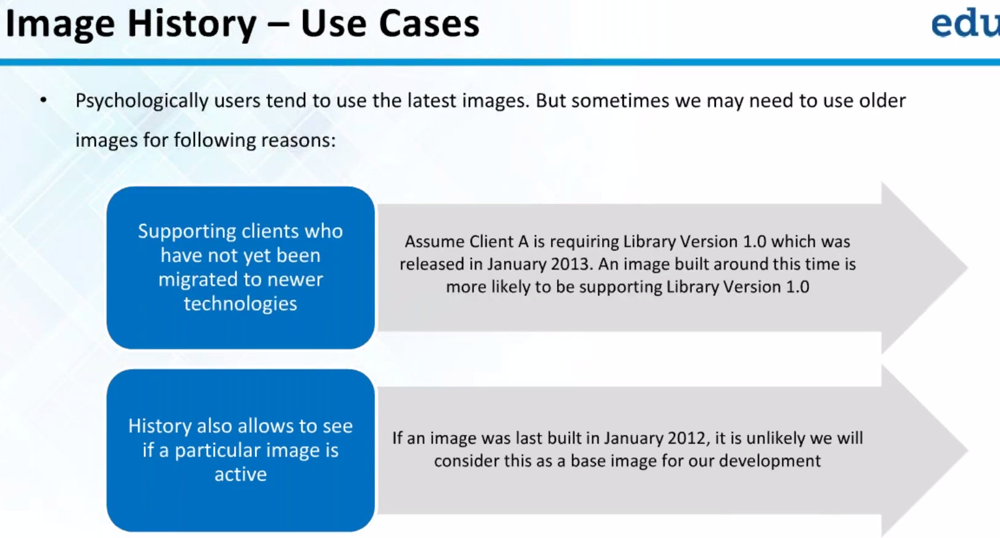 Image History – Use Cases
edu
• Psychologically users tend to use the latest images. But sometimes we may need to use older
images for following reasons:
Supporting clients who
have not yet been
migrated to newer
technologies
Assume Client A is requiring Library Version 1.0 which was
released in January 2013. An image built around this time is
more likely to be supporting Library Version 1.0
History also allows to see
if a particular image is
active
If an image was last built in January 2012, it is unlikely we will
consider this as a base image for our development